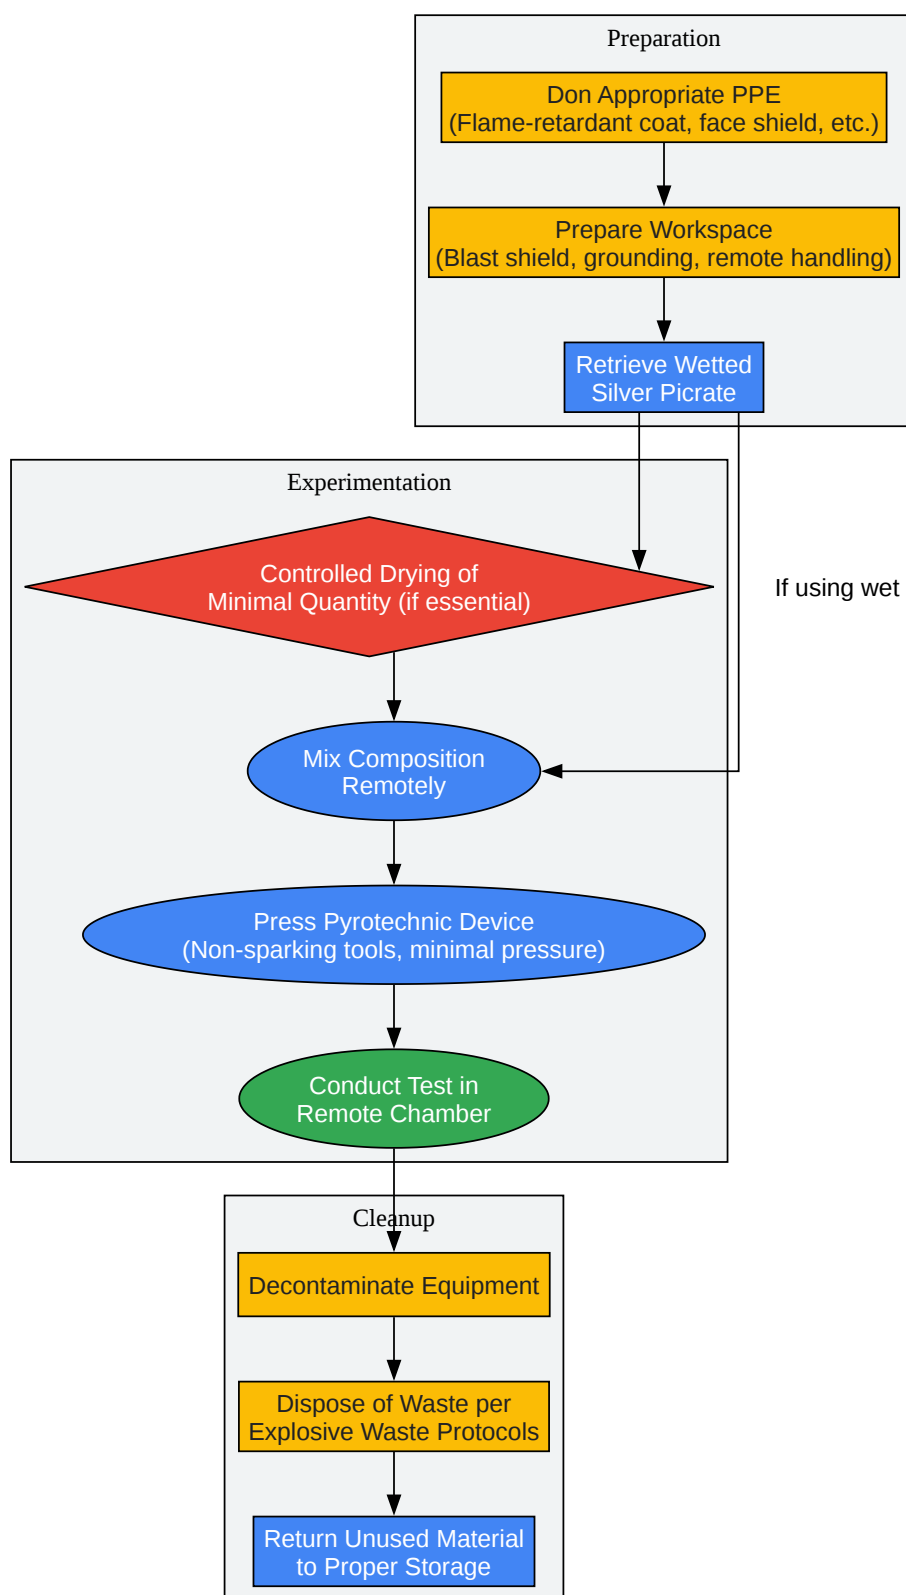 Preparation
Don Appropriate PPE
(Flame-retardant coat, face shield, etc.)
Prepare Workspace
(Blast shield, grounding, remote handling)
Retrieve Wetted
Silver Picrate
Experimentation
Controlled Drying of
Minimal Quantity (if essential)
If using wet
Mix Composition
Remotely
Press Pyrotechnic Device
(Non-sparking tools, minimal pressure)
Conduct Test in
Remote Chamber
Cleanup
Decontaminate Equipment
Dispose of Waste per
Explosive Waste Protocols
Return Unused Material
to Proper Storage